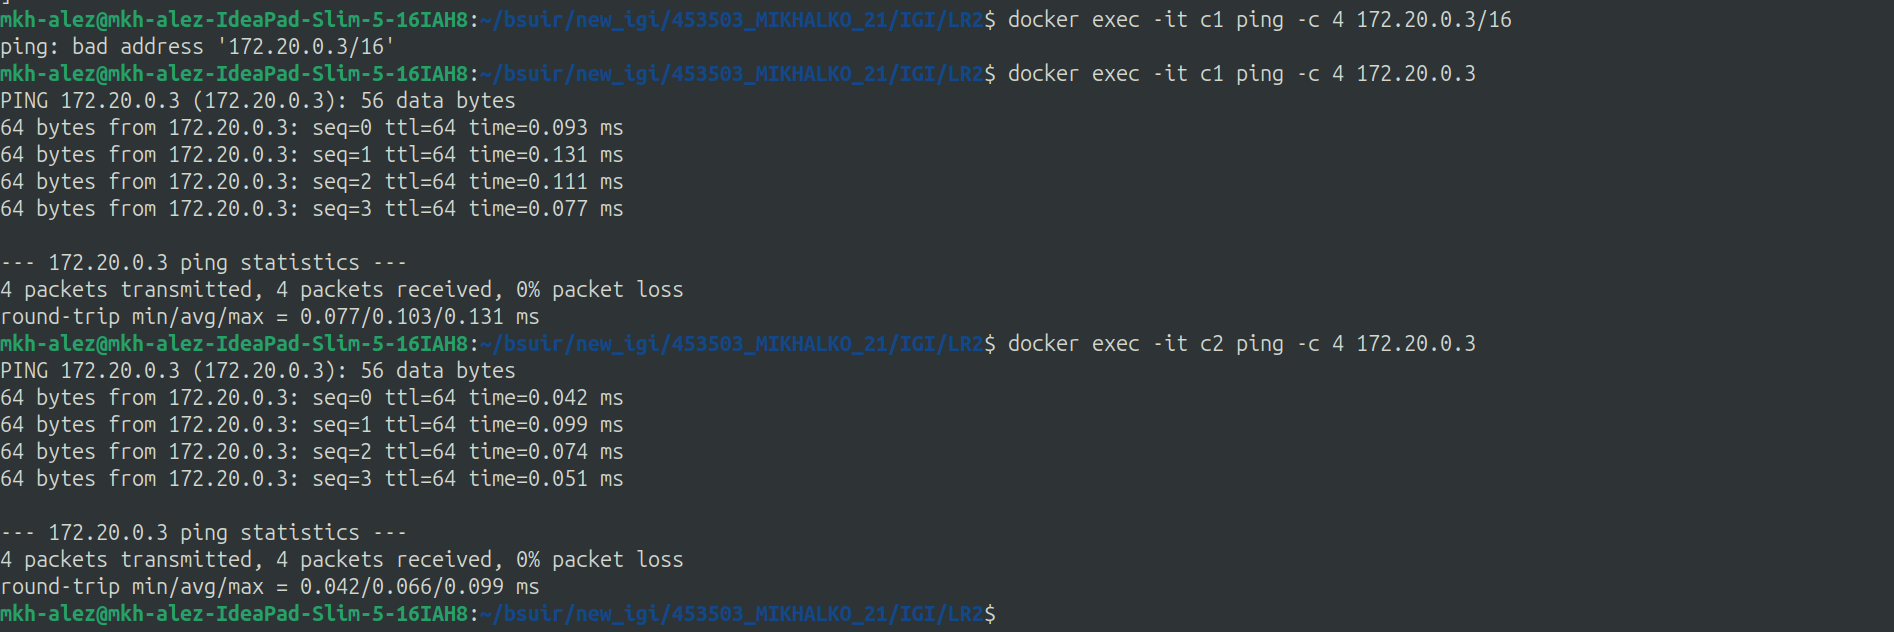 mkh-alez@mkh-alez-IdeaPad-Slim-5-16IAH8:~/bsuir/new_igi/453503_MIKHALKO_21/IGI/LR2$ docker exec -it c1 ping -c 4 172.20.0.3/16
ping: bad address '172.20.0.3/16'
mkh-alez@mkh-alez-IdeaPad-Slim-5-16IAH8:~/bsuir/new_igi/453503_MIKHALKO_21/IGI/LR2$ docker exec -it c1 ping -c 4 172.20.0.3
PING 172.20.0.3 (172.20.0.3): 56 data bytes
64 bytes from 172.20.0.3: seq=0 ttl=64 time=0.093 ms
64 bytes from 172.20.0.3: seq=1 ttl=64 time=0.131 ms
64 bytes from 172.20.0.3: seq=2 ttl=64 time=0.111 ms
64 bytes from 172.20.0.3: seq=3 ttl=64 time=0.077 ms

--- 172.20.0.3 ping statistics ---
4 packets transmitted, 4 packets received, 0% packet loss
round-trip min/avg/max = 0.077/0.103/0.131 ms
mkh-alez@mkh-alez-IdeaPad-Slim-5-16IAH8:~/bsuir/new_igi/453503_MIKHALKO_21/IGI/LR2$ docker exec -it c2 ping -c 4 172.20.0.3
PING 172.20.0.3 (172.20.0.3): 56 data bytes
64 bytes from 172.20.0.3: seq=0 ttl=64 time=0.042 ms
64 bytes from 172.20.0.3: seq=1 ttl=64 time=0.099 ms
64 bytes from 172.20.0.3: seq=2 ttl=64 time=0.074 ms
64 bytes from 172.20.0.3: seq=3 ttl=64 time=0.051 ms

--- 172.20.0.3 ping statistics ---
4 packets transmitted, 4 packets received, 0% packet loss
round-trip min/avg/max = 0.042/0.066/0.099 ms
mkh-alez@mkh-alez-IdeaPad-Slim-5-16IAH8:~/bsuir/new_igi/453503_MIKHALKO_21/IGI/LR2$